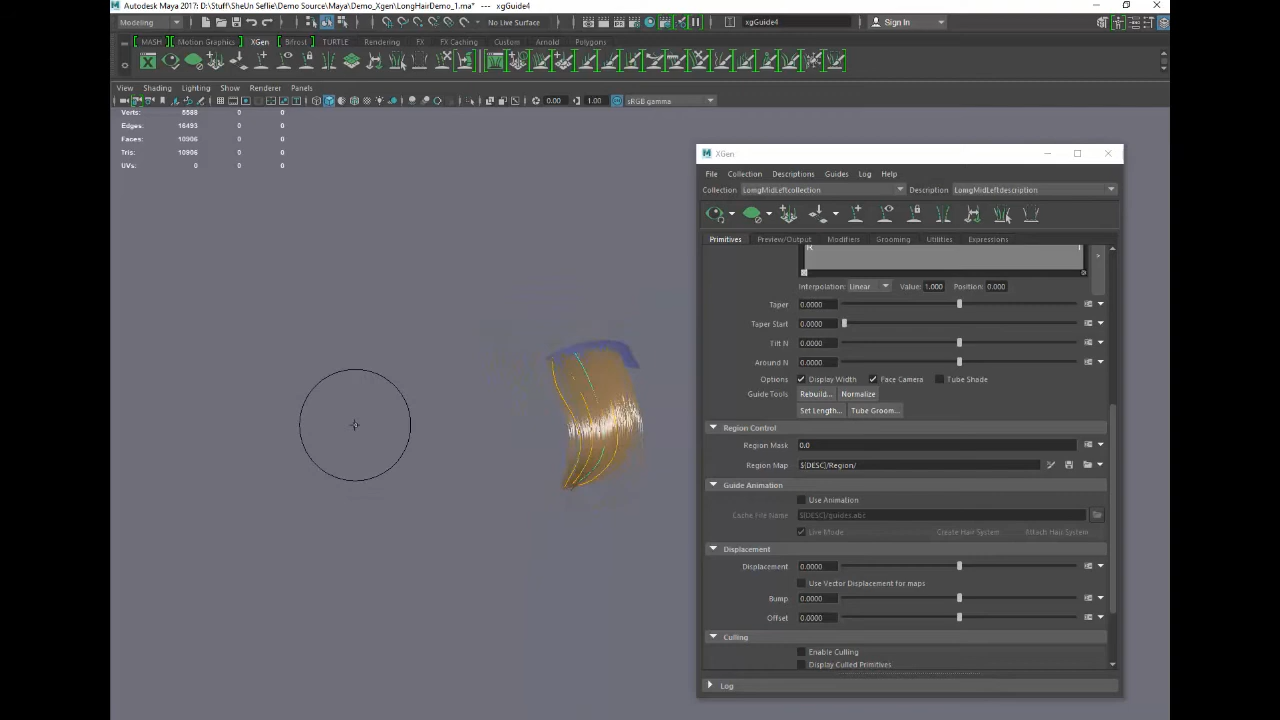 Autodesk Maya 2017: D:\Stuff\SheUn Seflie\Demo Source\Maya\Demo_Xgen\LongHairDemo_1.ma* --- xgGuide4
Modeling No Live Surface xgGuide4 Sign In
MASH Motion Graphics XGen Bifrost TURTLE Rendering FX FX Caching Custom Arnold Polygons
View Shading Lighting Show Renderer Panels
0.00 1.00 sRGB gamma
Verts: 5588 0 0
Edges: 16493 0 0
Faces: 10906 0 0
Tris: 10906 0 0
UVs: 0 0 0
XGen
File Collection Descriptions Guides Log Help
Collection LomgMidLeftcollection Description LomgMidLeftdescription
Primitives Preview/Output Modifiers Grooming Utilities Expressions
Interpolation: Linear Value: 1.000 Position: 0.000
Taper 0.0000
Taper Start 0.0000
Tilt N 0.0000
Around N 0.0000
Options Display Width Face Camera Tube Shade
Guide Tools Rebuild... Normalize
Set Length... Tube Groom...
Region Control
Region Mask 0.0
Region Map ${DESC}/Region/
Guide Animation
Use Animation
Cache File Name ${DESC}/guides.abc
Live Mode Create Hair System Attach Hair System
Displacement
Displacement 0.0000
Use Vector Displacement for maps
Bump 0.0000
Offset 0.0000
Culling
Enable Culling
Display Culled Primitives
Log